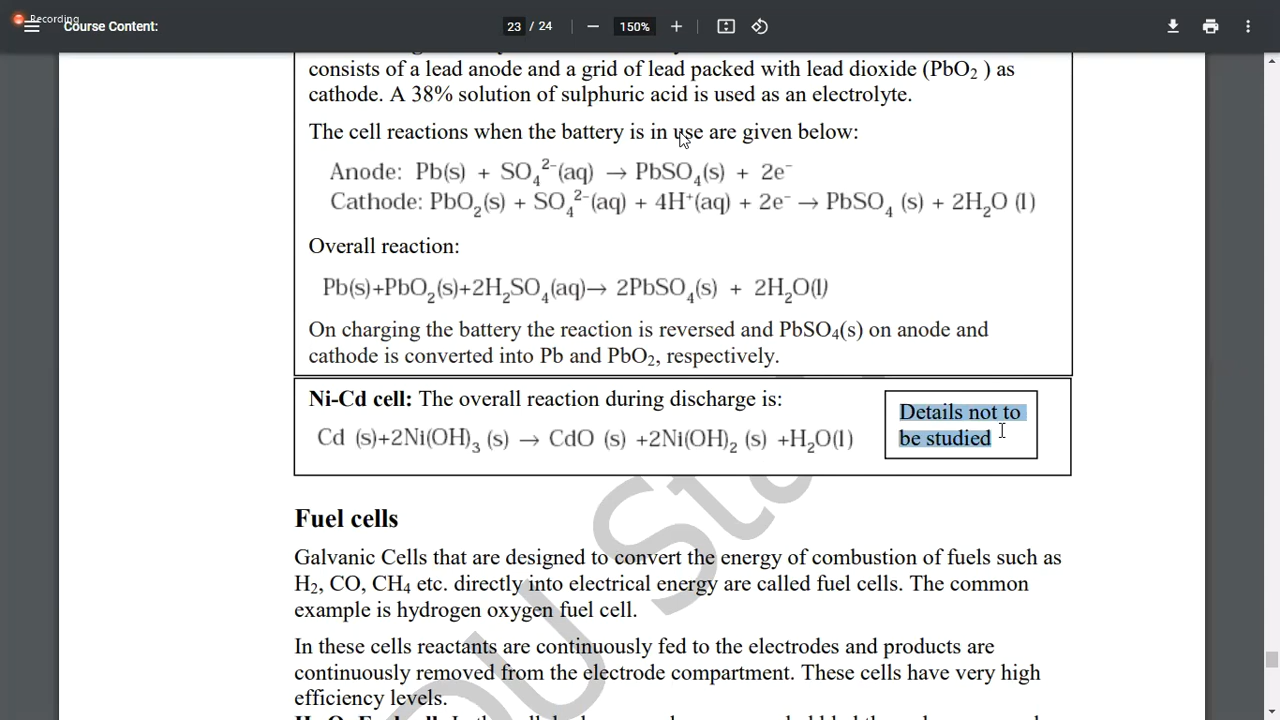 Recording
Course Content:
23 / 24
150%
consists of a lead anode and a grid of lead packed with lead dioxide (PbO₂ ) as
cathode. A 38% solution of sulphuric acid is used as an electrolyte.
The cell reactions when the battery is in use are given below:
Anode: Pb(s) + SO₄²⁻(aq) → PbSO₄(s) + 2e⁻
Cathode: PbO₂(s) + SO₄²⁻(aq) + 4H⁺(aq) + 2e⁻ → PbSO₄ (s) + 2H₂O (l)
Overall reaction:
Pb(s)+PbO₂(s)+2H₂SO₄(aq)→ 2PbSO₄(s) + 2H₂O(l)
On charging the battery the reaction is reversed and PbSO₄(s) on anode and
cathode is converted into Pb and PbO₂, respectively.
Ni-Cd cell: The overall reaction during discharge is:
Cd (s)+2Ni(OH)₃ (s) → CdO (s) +2Ni(OH)₂ (s) +H₂O(l)
Details not to
be studied
Fuel cells
Galvanic Cells that are designed to convert the energy of combustion of fuels such as
H₂, CO, CH₄ etc. directly into electrical energy are called fuel cells. The common
example is hydrogen oxygen fuel cell.
In these cells reactants are continuously fed to the electrodes and products are
continuously removed from the electrode compartment. These cells have very high
efficiency levels.